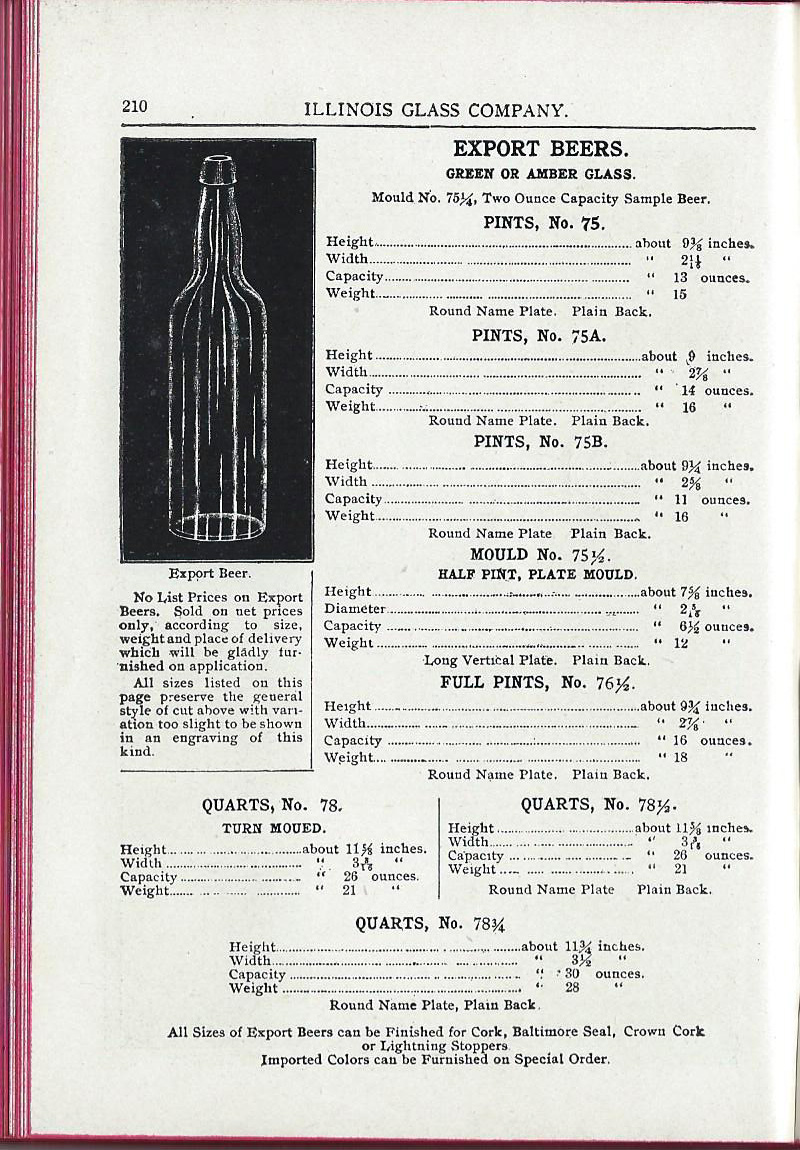 210
ILLINOIS GLASS COMPANY.
EXPORT BEERS.
GREEN OR AMBER GLASS.
Mould No. 75¼, Two Ounce Capacity Sample Beer.
PINTS, No. 75.
Height about 9⅜ inches.
Width " 2 11/16 "
Capacity " 13 ounces.
Weight " 15
Round Name Plate. Plain Back.
PINTS, No. 75A.
Height about 9 inches.
Width " 2⅞ "
Capacity " 14 ounces.
Weight " 16 "
Round Name Plate. Plain Back.
PINTS, No. 75B.
Height about 9¼ inches.
Width " 2⅝ "
Capacity " 11 ounces.
Weight " 16 "
Round Name Plate Plain Back.
MOULD No. 75½.
HALF PINT, PLATE MOULD.
Height about 7⅝ inches.
Diameter " 2 5/16 "
Capacity " 6½ ounces.
Weight " 12 "
Long Vertical Plate. Plain Back.
FULL PINTS, No. 76½.
Height about 9¾ inches.
Width " 2⅞ "
Capacity " 16 ounces.
Weight " 18 "
Round Name Plate. Plain Back.
Export Beer.
No List Prices on Export
Beers. Sold on net prices
only, according to size,
weight and place of delivery
which will be gladly fur-
nished on application.
All sizes listed on this
page preserve the general
style of cut above with vari-
ation too slight to be shown
in an engraving of this
kind.
QUARTS, No. 78.
TURN MOUED.
Height about 11⅝ inches.
Width " 3 "
Capacity " 26 ounces.
Weight " 21 "
QUARTS, No. 78½.
Height about 11⅝ inches.
Width " 3 "
Capacity " 26 ounces.
Weight " 21 "
Round Name Plate Plain Back.
QUARTS, No. 78¾
Height about 11¾ inches.
Width " 3½ "
Capacity " 30 ounces.
Weight " 28 "
Round Name Plate, Plain Back.
All Sizes of Export Beers can be Finished for Cork, Baltimore Seal, Crown Cork
or Lightning Stoppers
Imported Colors can be Furnished on Special Order.